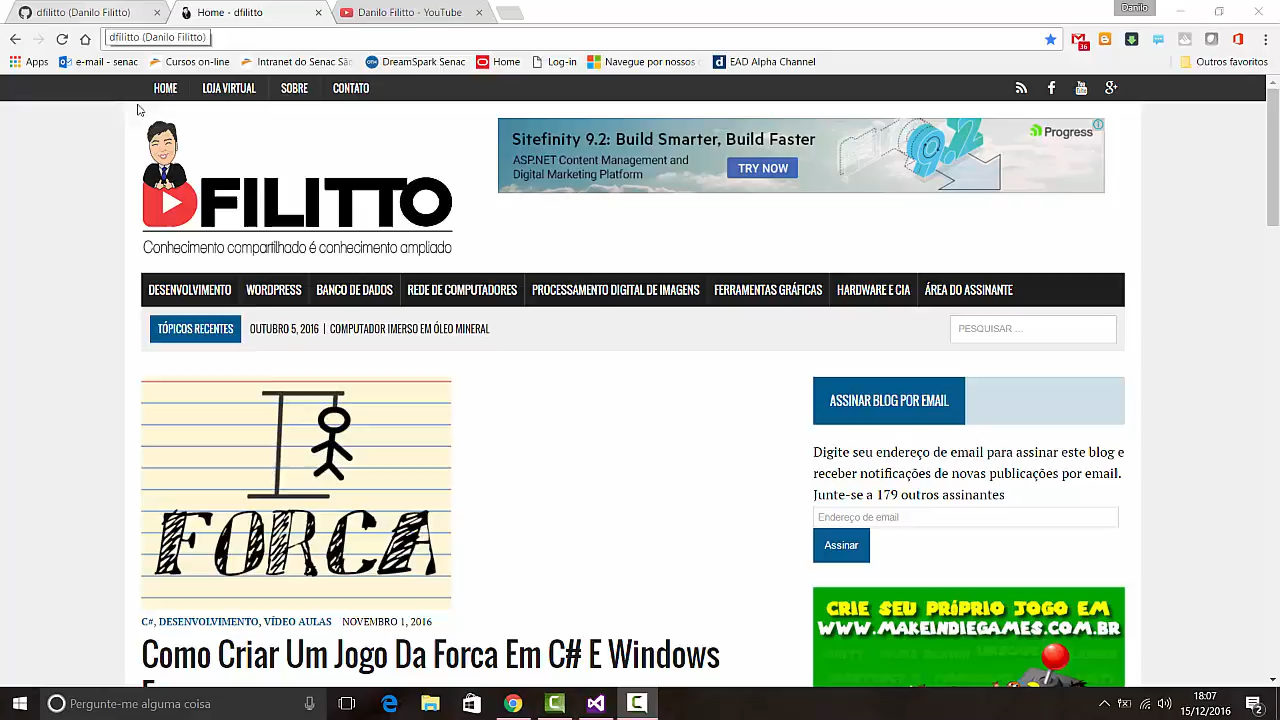 dfilitto (Danilo Filitto)
Home - dfilitto
Danilo Filitto - YouTube
Danilo
dfilitto (Danilo Filitto)
36
Apps
e-mail - senac
Cursos on-line
Intranet do Senac São
DreamSpark Senac
Home
Log-in
Navegue por nossos
EAD Alpha Channel
Outros favoritos
HOME
LOJA VIRTUAL
SOBRE
CONTATO
Sitefinity 9.2: Build Smarter, Build Faster
ASP.NET Content Management and
Digital Marketing Platform
TRY NOW
9.2
Progress
DFILITTO
Conhecimento compartilhado é conhecimento ampliado
DESENVOLVIMENTO
WORDPRESS
BANCO DE DADOS
REDE DE COMPUTADORES
PROCESSAMENTO DIGITAL DE IMAGENS
FERRAMENTAS GRÁFICAS
HARDWARE E CIA
ÁREA DO ASSINANTE
TÓPICOS RECENTES
OUTUBRO 5, 2016 | COMPUTADOR IMERSO EM ÓLEO MINERAL
PESQUISAR ...
FORCA
ASSINAR BLOG POR EMAIL
Digite seu endereço de email para assinar este blog e
receber notificações de novas publicações por email.
Junte-se a 179 outros assinantes
Endereço de email
Assinar
CRIE SEU PRÓPRIO JOGO EM
WWW.MAKEINDIEGAMES.COM.BR
C#, DESENVOLVIMENTO, VÍDEO AULAS NOVEMBRO 1, 2016
Como Criar Um Jogo Da Forca Em C# E Windows
Pergunte-me alguma coisa
18:07
15/12/2016
2